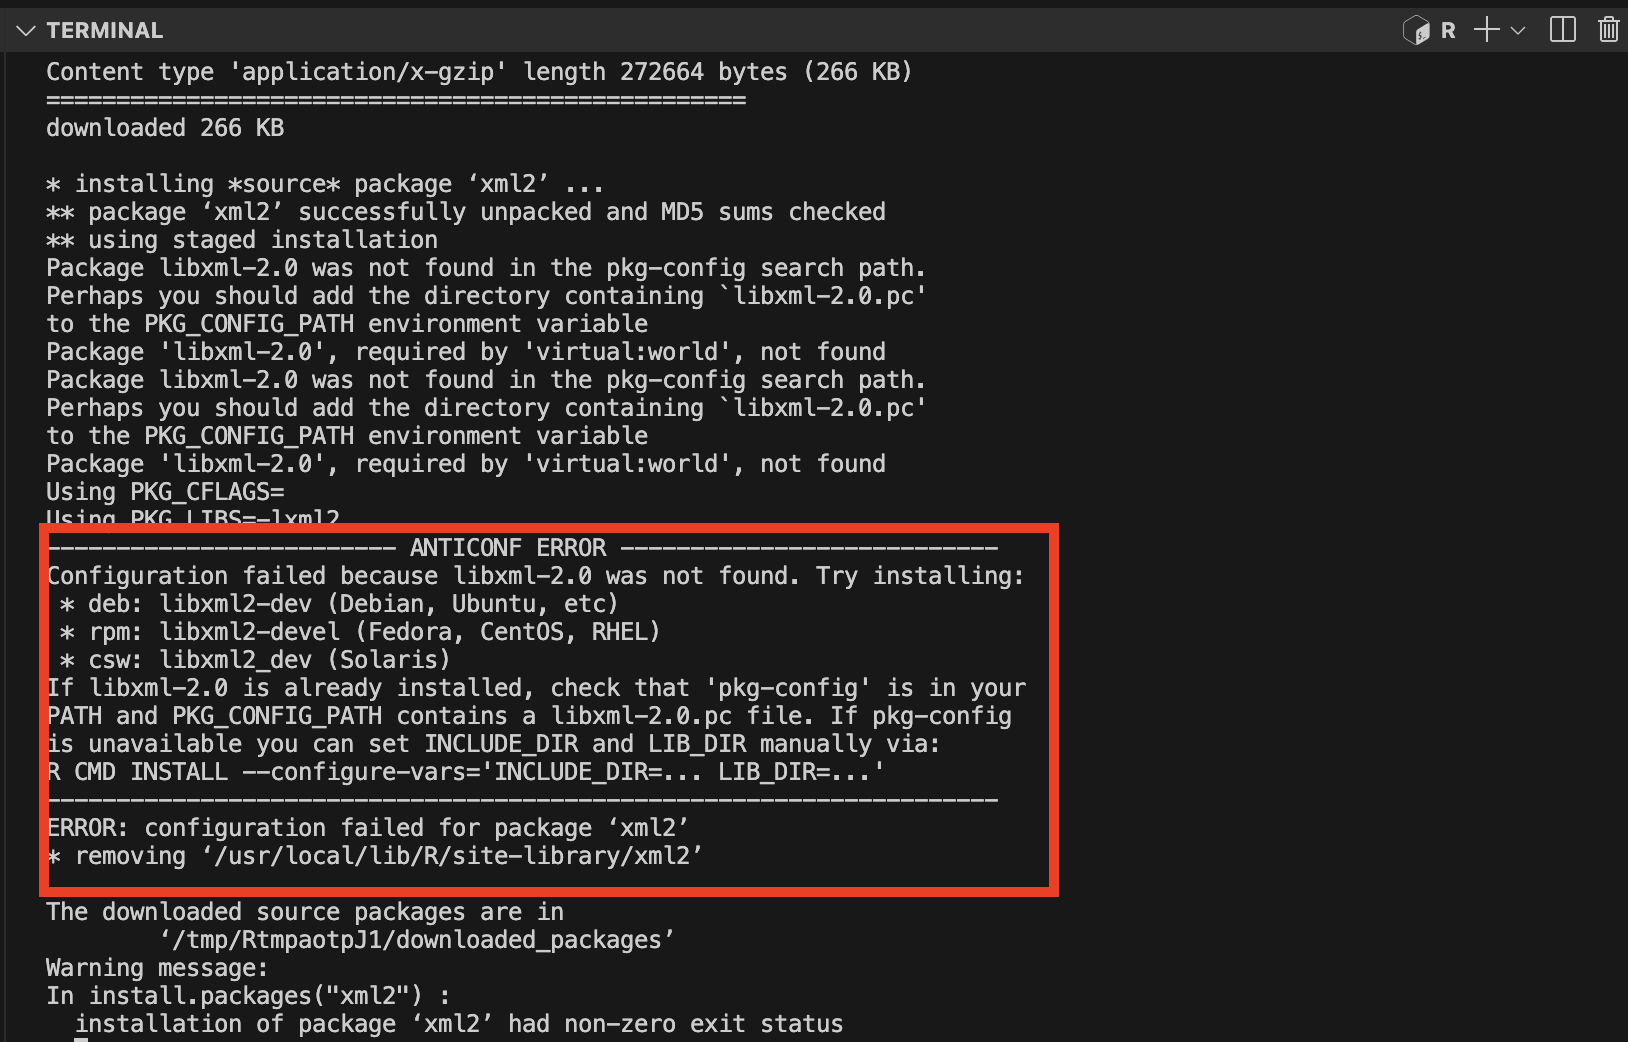 TERMINAL
R
Content type 'application/x-gzip' length 272664 bytes (266 KB)
==================================================
downloaded 266 KB
* installing *source* package ‘xml2’ ...
** package ‘xml2’ successfully unpacked and MD5 sums checked
** using staged installation
Package libxml-2.0 was not found in the pkg-config search path.
Perhaps you should add the directory containing `libxml-2.0.pc'
to the PKG_CONFIG_PATH environment variable
Package 'libxml-2.0', required by 'virtual:world', not found
Package libxml-2.0 was not found in the pkg-config search path.
Perhaps you should add the directory containing `libxml-2.0.pc'
to the PKG_CONFIG_PATH environment variable
Package 'libxml-2.0', required by 'virtual:world', not found
Using PKG_CFLAGS=
Using PKG_LIBS=-lxml2
------------------------- ANTICONF ERROR ---------------------------
Configuration failed because libxml-2.0 was not found. Try installing:
 * deb: libxml2-dev (Debian, Ubuntu, etc)
 * rpm: libxml2-devel (Fedora, CentOS, RHEL)
 * csw: libxml2_dev (Solaris)
If libxml-2.0 is already installed, check that 'pkg-config' is in your
PATH and PKG_CONFIG_PATH contains a libxml-2.0.pc file. If pkg-config
is unavailable you can set INCLUDE_DIR and LIB_DIR manually via:
R CMD INSTALL --configure-vars='INCLUDE_DIR=... LIB_DIR=...'
--------------------------------------------------------------------
ERROR: configuration failed for package ‘xml2’
* removing ‘/usr/local/lib/R/site-library/xml2’
The downloaded source packages are in
        ‘/tmp/RtmpaotpJ1/downloaded_packages’
Warning message:
In install.packages("xml2") :
  installation of package ‘xml2’ had non-zero exit status